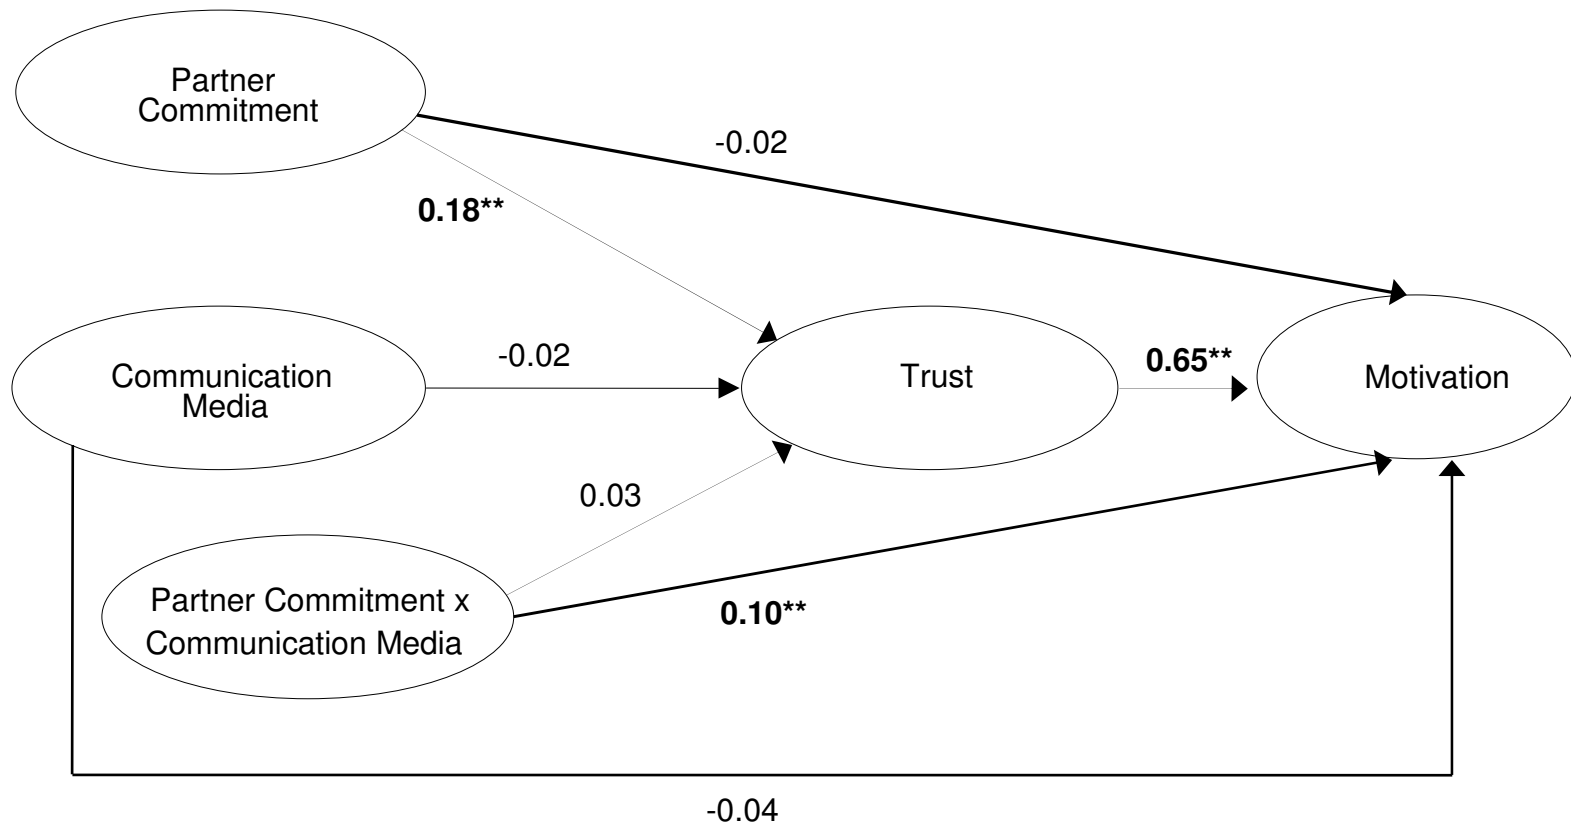 Partner
Commitment
-0.02
0.18**
Communication
Media
-0.02
Trust
0.65**
Motivation
0.03
Partner Commitment x
Communication Media
0.10**
-0.04